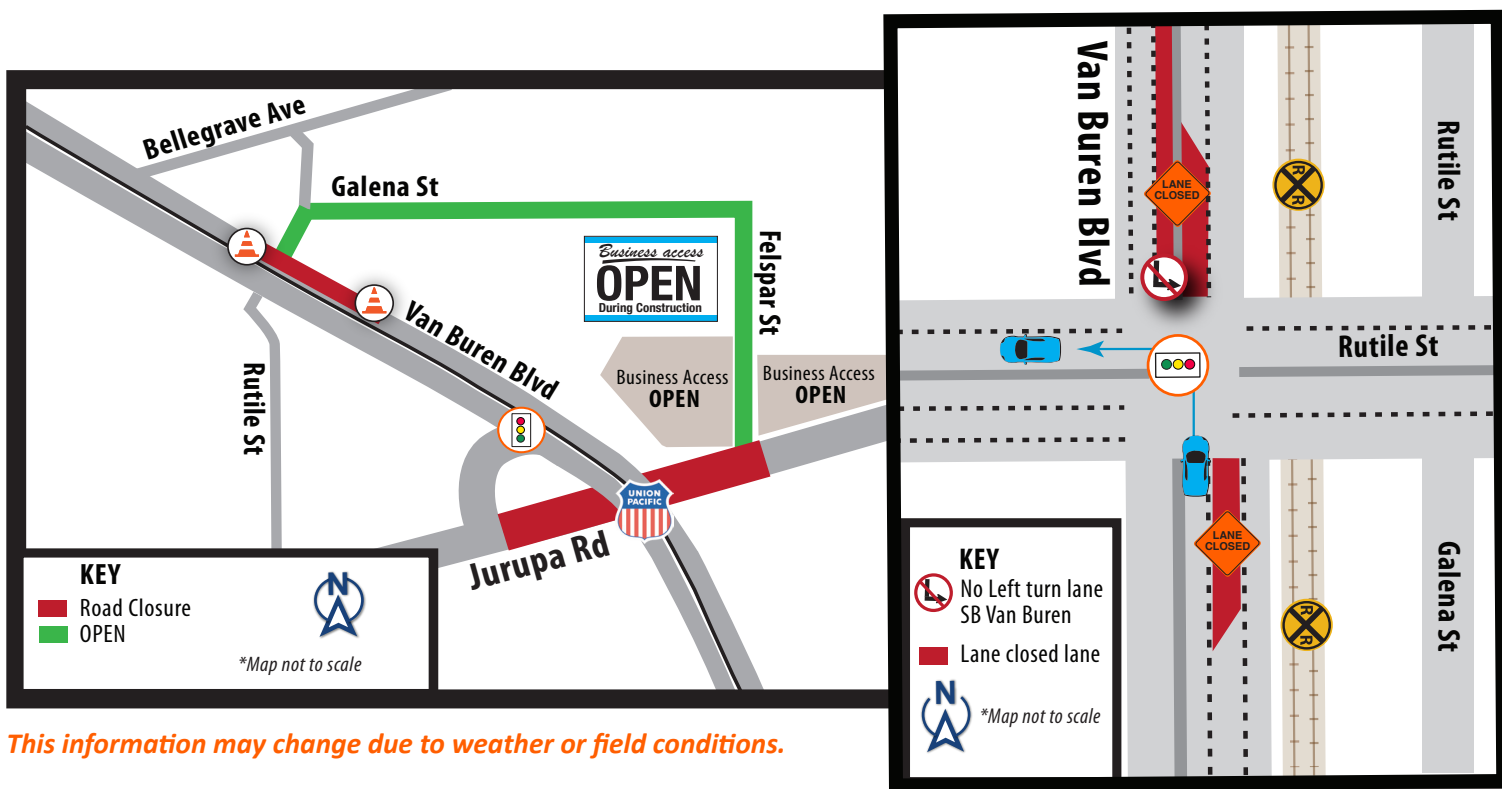 Bellegrave Ave
Galena St
Business access
OPEN
During Construction
Felspar St
Van Buren Blvd
Rutile St
Business Access
OPEN
Business Access
OPEN
UNION
PACIFIC
Jurupa Rd
KEY
Road Closure
OPEN
N
*Map not to scale
This information may change due to weather or field conditions.
Van Buren Blvd
LANE
CLOSED
R R
Rutile St
Rutile St
LANE
CLOSED
R R
Galena St
KEY
No Left turn lane
SB Van Buren
Lane closed lane
N
*Map not to scale